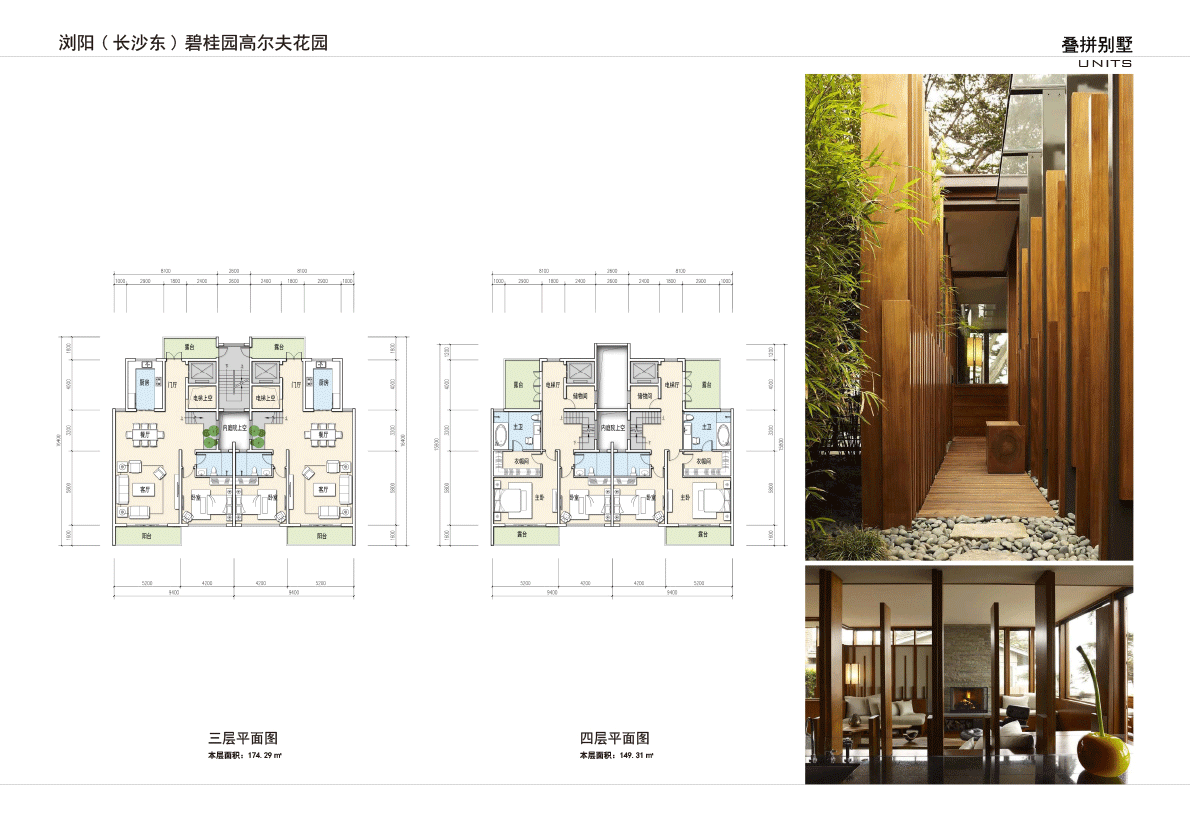 浏阳（长沙东）碧桂园高尔夫花园
叠拼别墅
UNITS
8100 2600 8100
1000 2900 1800 2400 2600 2400 1800 2900 1000
8100 2600 8100
1000 2900 1800 2400 2600 2400 1800 2900 1000
露台 露台
厨房 门厅 门厅 厨房
电梯上空 电梯上空
餐厅 内庭院上空 餐厅
客厅 卧室 卧室 客厅
阳台 阳台
露台 电梯厅 电梯厅 露台
储物间 储物间
主卫 内庭院上空 主卫
衣帽间 衣帽间
主卧 卧室 卧室 主卧
露台 露台
5200 4200 4200 5200
9400 9400
5200 4200 4200 5200
9400 9400
三层平面图
本层面积：174.29㎡
四层平面图
本层面积：149.31㎡